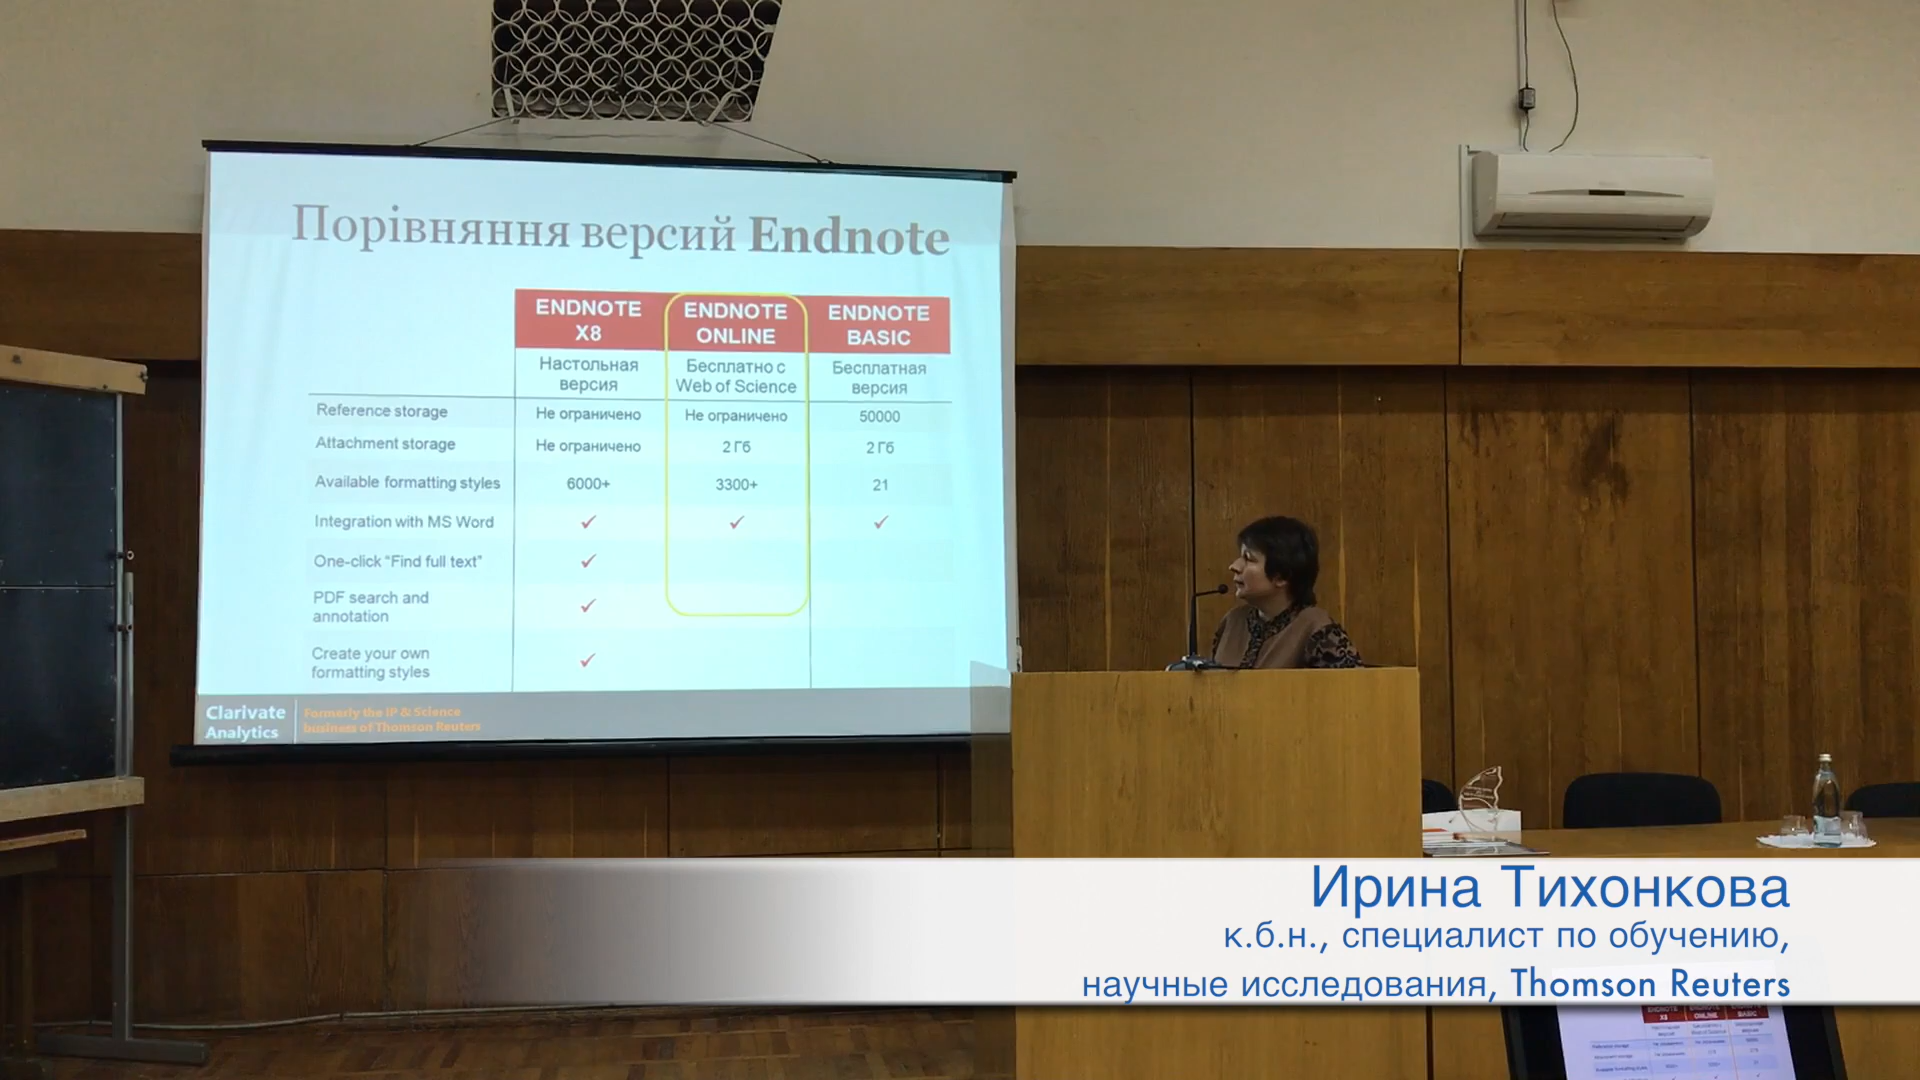 Порівняння версий Endnote
ENDNOTE X8
ENDNOTE ONLINE
ENDNOTE BASIC
Настольная версия
Бесплатно с Web of Science
Бесплатная версия
Reference storage Не ограничено Не ограничено 50000
Attachment storage Не ограничено 2 Гб 2 Гб
Available formatting styles 6000+ 3300+ 21
Integration with MS Word ✓ ✓ ✓
One-click “Find full text” ✓
PDF search and annotation ✓
Create your own formatting styles ✓
Clarivate
Analytics
Formerly the IP & Science
business of Thomson Reuters
Ирина Тихонкова
к.б.н., специалист по обучению,
научные исследования, Thomson Reuters